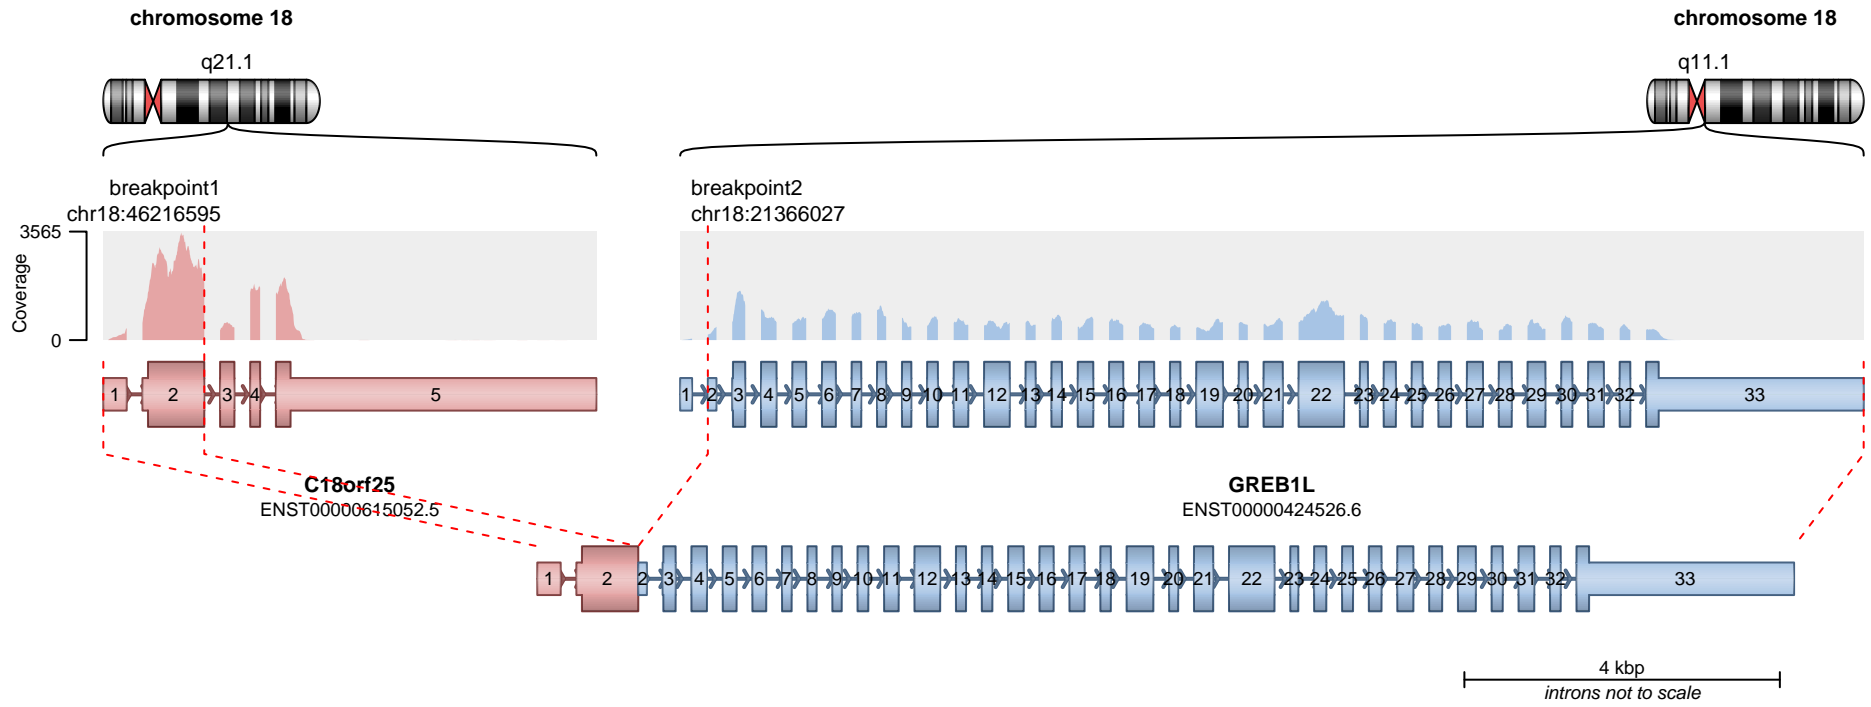 chromosome 18
chromosome 18
q21.1
q11.1
breakpoint1
chr18:46216595
breakpoint2
chr18:21366027
3565
0
Coverage
1 2 3 4 5
1 2 3 4 5 6 7 8 9 10 11 12 13 14 15 16 17 18 19 20 21 22 23 24 25 26 27 28 29 30 31 32 33
C18orf25
ENST00000615052.5
GREB1L
ENST00000424526.6
1 2 2 3 4 5 6 7 8 9 10 11 12 13 14 15 16 17 18 19 20 21 22 23 24 25 26 27 28 29 30 31 32 33
4 kbp
introns not to scale